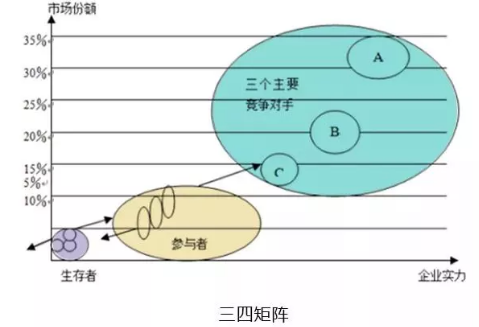 市场份额
35%
30%
25%
20%
15%
5%
10%
A
三个主要
竞争对手
B
C
参与者
生存者
企业实力
三四矩阵